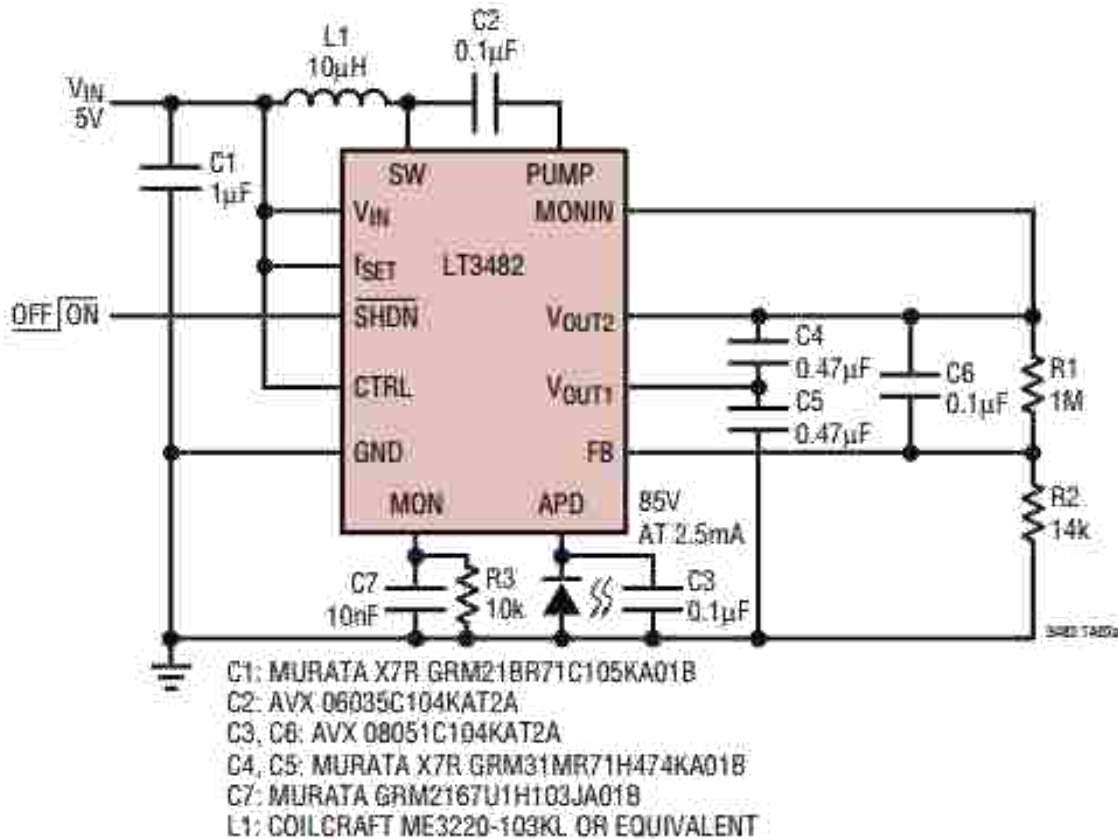 L1
10µH
C2
0.1µF
VIN
5V
C1
1µF
SW
PUMP
VIN
MONIN
fSET
LT3482
OFF ON
SHDN
VOUT2
C4
0.47µF
CTRL
VOUT1
C5
0.47µF
C6
0.1µF
R1
1M
GND
FB
MON
APD
85V
AT 2.5mA
R2
14k
C7
10nF
R3
10k
C3
0.1µF
C1: MURATA X7R GRM21BR71C105KA01B
C2: AVX 06035C104KAT2A
C3, C6: AVX 08051C104KAT2A
C4, C5: MURATA X7R GRM31MR71H474KA01B
C7: MURATA GRM2167U1H103JA01B
L1: COILCRAFT ME3220-103KL OR EQUIVALENT